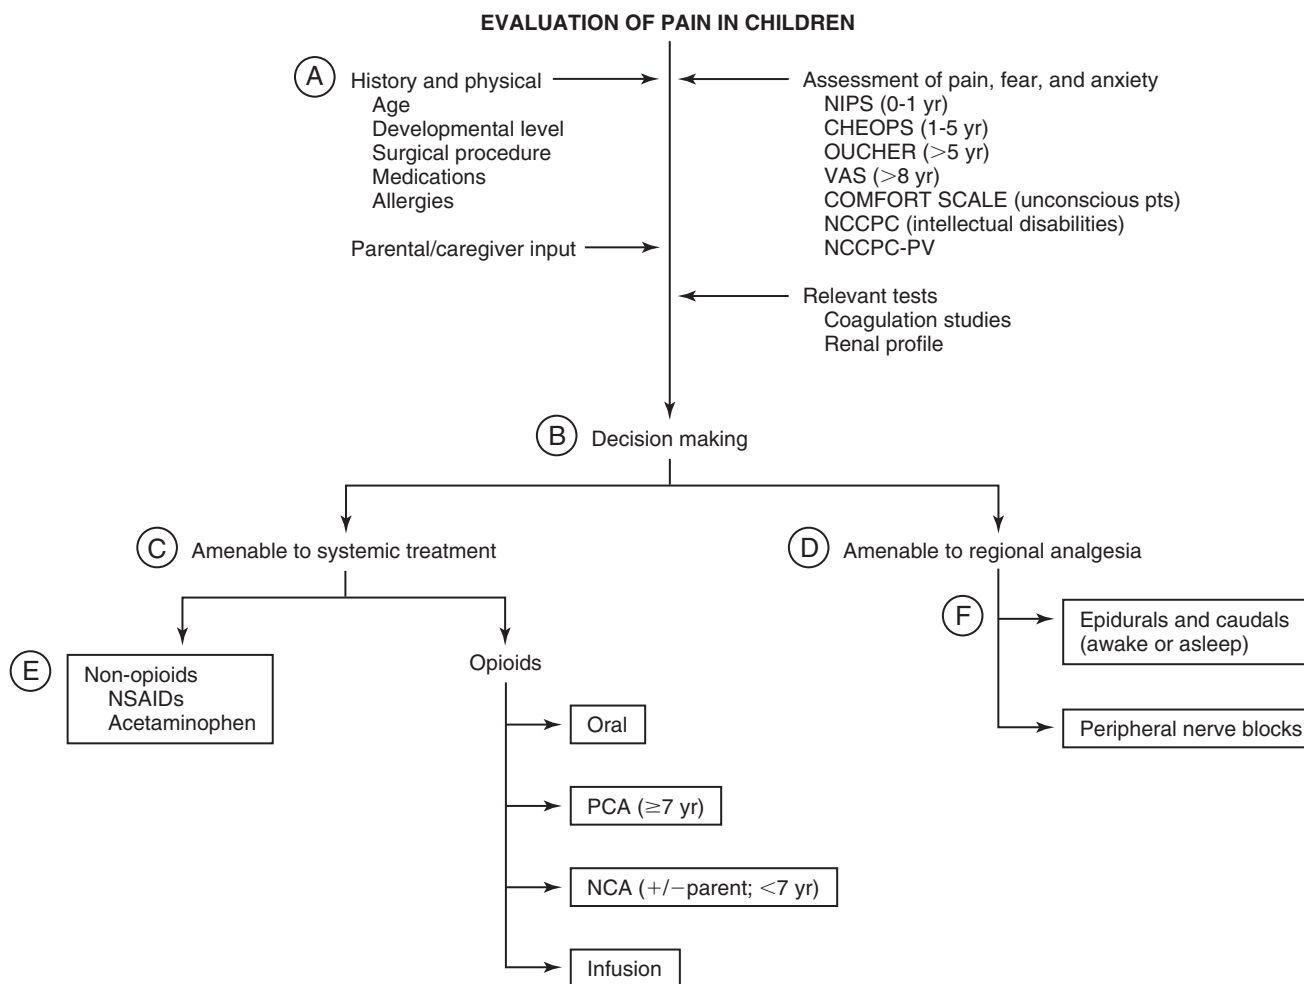 EVALUATION OF PAIN IN CHILDREN
A
History and physical
Age
Developmental level
Surgical procedure
Medications
Allergies
Parental/caregiver input
Assessment of pain, fear, and anxiety
NIPS (0-1 yr)
CHEOPS (1-5 yr)
OUCHER (>5 yr)
VAS (>8 yr)
COMFORT SCALE (unconscious pts)
NCCPC (intellectual disabilities)
NCCPC-PV
Relevant tests
Coagulation studies
Renal profile
B
Decision making
C
Amenable to systemic treatment
D
Amenable to regional analgesia
E
Non-opioids
NSAIDs
Acetaminophen
Opioids
Oral
PCA (≥7 yr)
NCA (+/−parent; <7 yr)
Infusion
F
Epidurals and caudals
(awake or asleep)
Peripheral nerve blocks